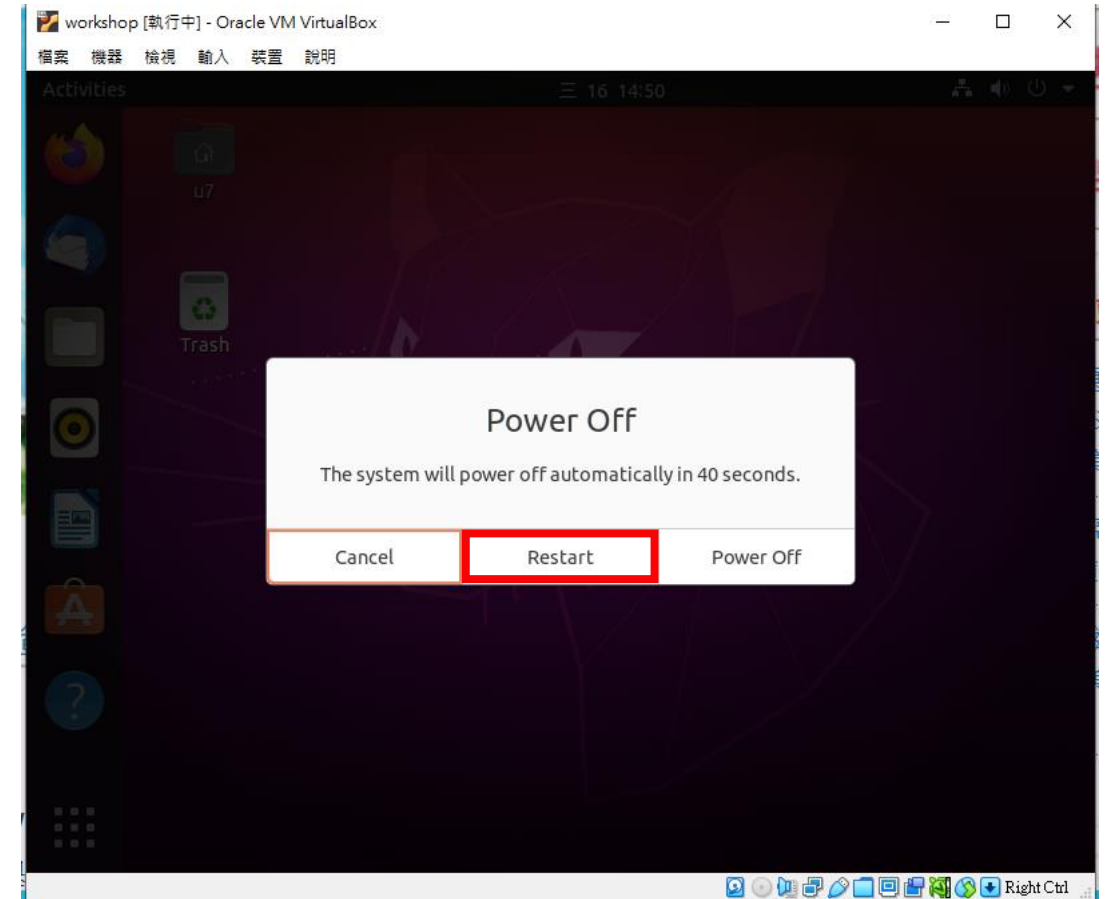 workshop [執行中] - Oracle VM VirtualBox
檔案 機器 檢視 輸入 裝置 說明
Activities 三 16 14:50
u7
Trash
Power Off
The system will power off automatically in 40 seconds.
Cancel Restart Power Off
Right Ctrl